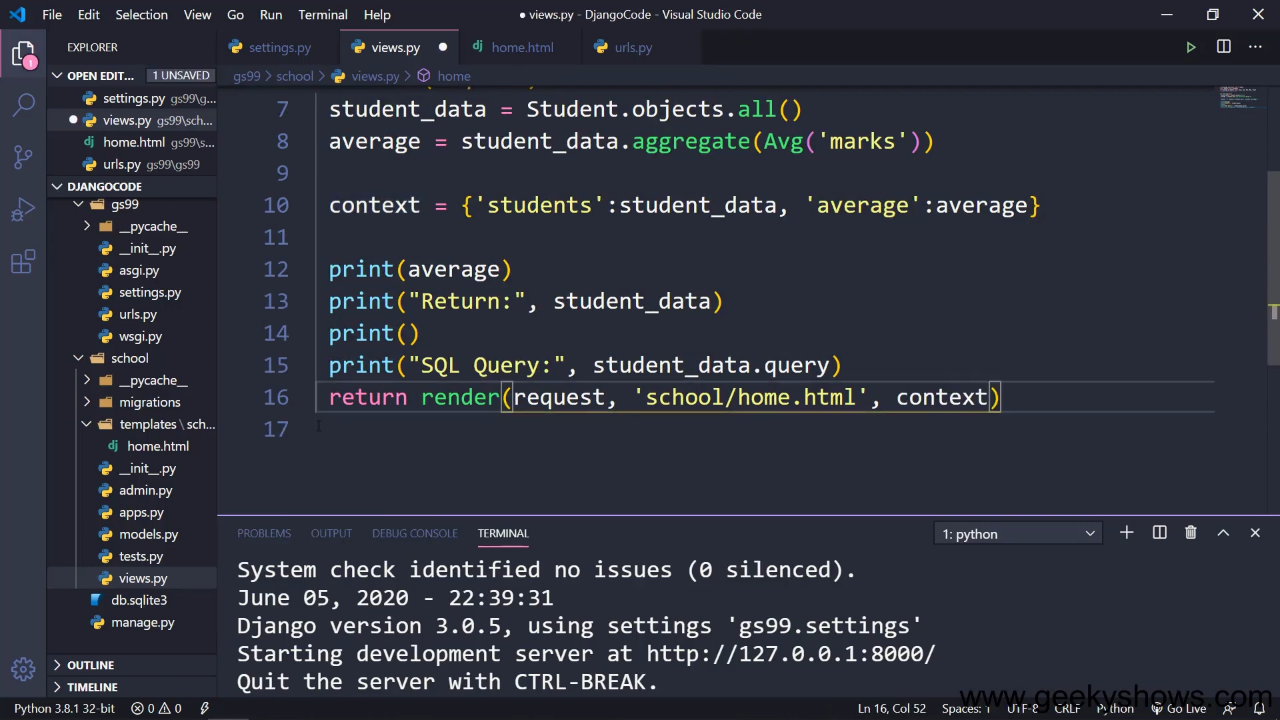 File Edit Selection View Go Run Terminal Help
● views.py - DjangoCode - Visual Studio Code
EXPLORER
OPEN EDIT... 1 UNSAVED
settings.py gs99\g...
views.py gs99\sch...
home.html gs99\s...
urls.py gs99\gs99
DJANGOCODE
gs99
__pycache__
__init__.py
asgi.py
settings.py
urls.py
wsgi.py
school
__pycache__
migrations
templates \ sch...
home.html
__init__.py
admin.py
apps.py
models.py
tests.py
views.py
db.sqlite3
manage.py
OUTLINE
TIMELINE
settings.py views.py home.html urls.py
gs99 > school > views.py > home
7 student_data = Student.objects.all()
8 average = student_data.aggregate(Avg('marks'))
9
10 context = {'students':student_data, 'average':average}
11
12 print(average)
13 print("Return:", student_data)
14 print()
15 print("SQL Query:", student_data.query)
16 return render(request, 'school/home.html', context)
17
PROBLEMS OUTPUT DEBUG CONSOLE TERMINAL 1: python
System check identified no issues (0 silenced).
June 05, 2020 - 22:39:31
Django version 3.0.5, using settings 'gs99.settings'
Starting development server at http://127.0.0.1:8000/
Quit the server with CTRL-BREAK.
www.geekyshows.com
Python 3.8.1 32-bit 0 0 Ln 16, Col 52 Spaces: 1 UTF-8 CRLF Python Go Live